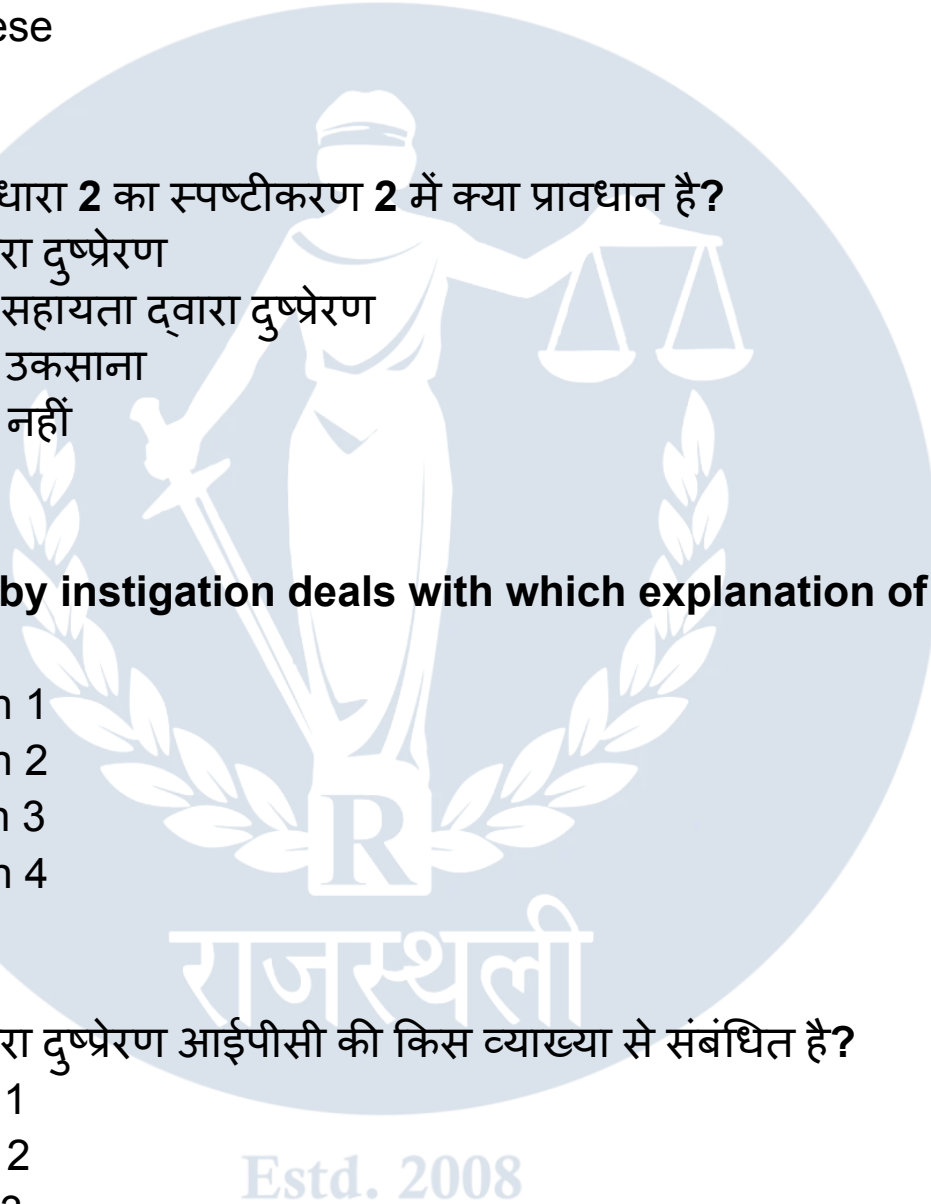 ese
धारा 2 का स्पष्टीकरण 2 में क्या प्रावधान है?
रा दुष्प्रेरण
सहायता द्वारा दुष्प्रेरण
उकसाना
नहीं
by instigation deals with which explanation of
n 1
n 2
n 3
n 4
R
राजस्थली
रा दुष्प्रेरण आईपीसी की किस व्याख्या से संबंधित है?
1
2
Estd. 2008